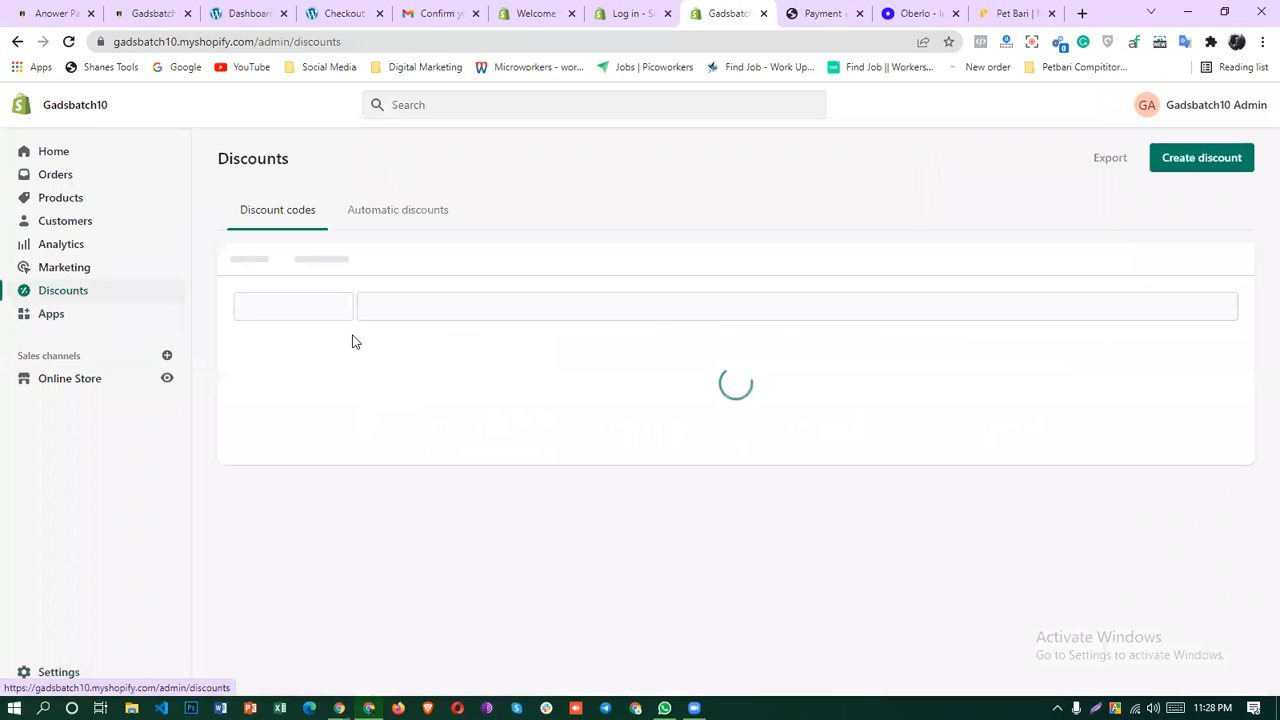 Anower Pa
Gadsbatch
Dashboard
Checkout
Confirm y
Welcome
Log in - S
Gadsbatch
Payment
Oberlo - I
Pet Bari |
gadsbatch10.myshopify.com/admin/discounts
Apps
Shanes Tools
Google
YouTube
Social Media
Digital Marketing
Microworkers - wor...
Jobs | Picoworkers
Find Job - Work Up...
Find Job || Workers...
New order
Petbari Compititor...
Reading list
Gadsbatch10
Search
GA
Gadsbatch10 Admin
Home
Orders
Products
Customers
Analytics
Marketing
Discounts
Apps
Sales channels
Online Store
Settings
Discounts
Export
Create discount
Discount codes
Automatic discounts
Activate Windows
Go to Settings to activate Windows.
https://gadsbatch10.myshopify.com/admin/discounts
11:28 PM